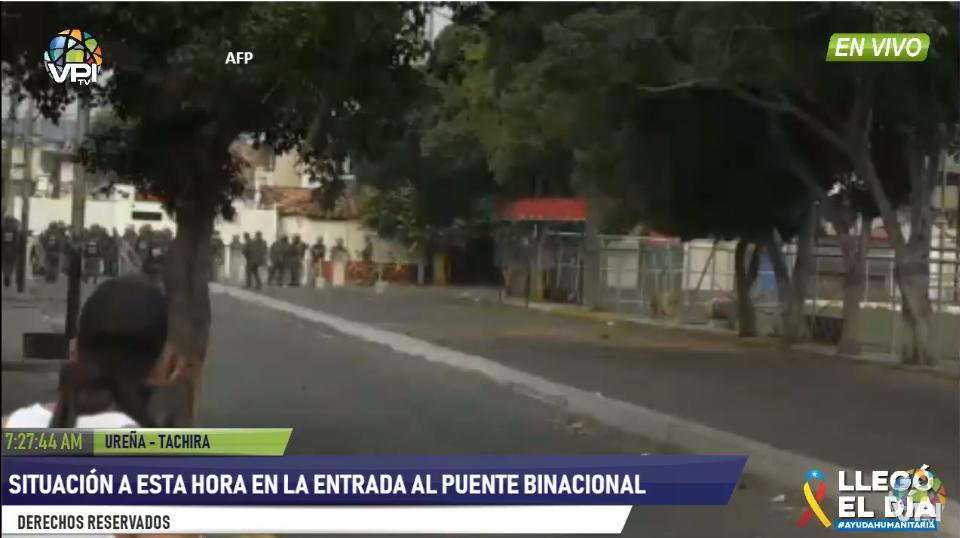 VPI
TV
AFP
EN VIVO
7:27:44 AM
UREÑA - TACHIRA
SITUACIÓN A ESTA HORA EN LA ENTRADA AL PUENTE BINACIONAL
DERECHOS RESERVADOS
LLEGÓ
EL DÍA
VPI
#AYUDAHUMANITARIA